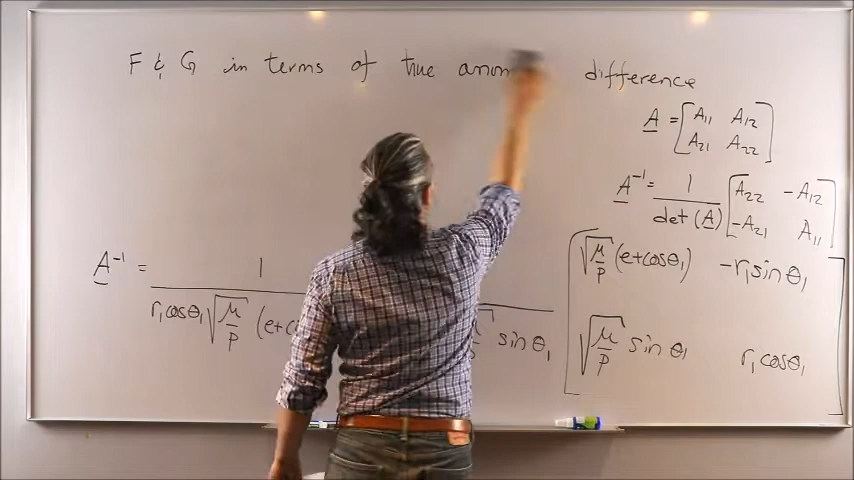 F & G in terms of true anom difference
A = [A11 A12
A21 A22]
A⁻¹ = 1 / det (A) [A22 -A12
-A21 A11]
A⁻¹ = 1 / r₁cosθ₁ √(μ/p) (e+c sinθ₁
[√(μ/p) (e+cosθ₁) -r₁sinθ₁
√(μ/p) sinθ₁ r₁cosθ₁]